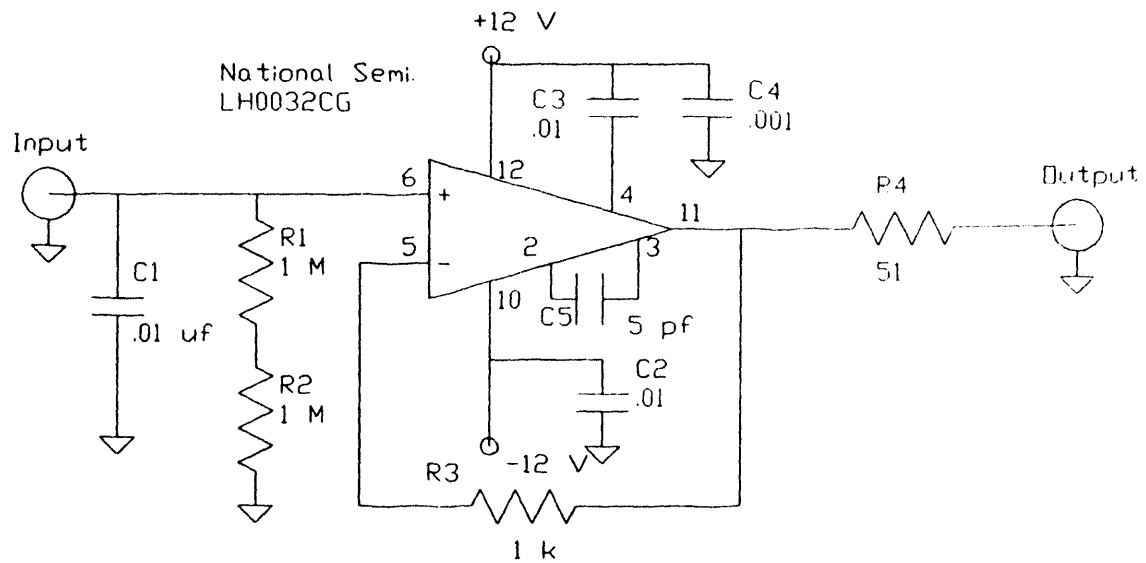 +12 V
National Semi.
LH0032CG
C3
.01
C4
.001
Input
6
+
12
4
11
R4
Output
R1
1 M
5
-
2
3
51
C1
.01 uf
10
C5
5 pf
R2
1 M
C2
.01
R3
-12 V
1 k